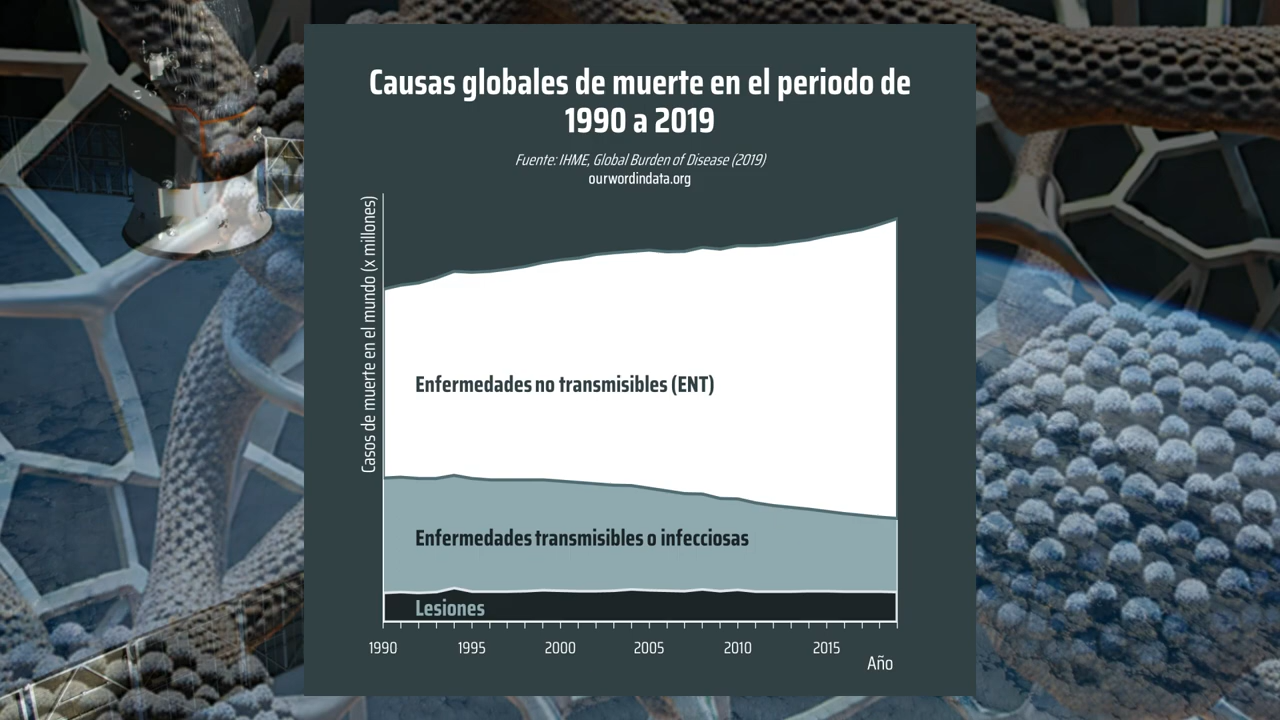 Causas globales de muerte en el periodo de
1990 a 2019
Fuente: IHME, Global Burden of Disease (2019)
ourwordindata.org
Casos de muerte en el mundo (x millones)
Enfermedades no transmisibles (ENT)
Enfermedades transmisibles o infecciosas
Lesiones
1990 1995 2000 2005 2010 2015
Año